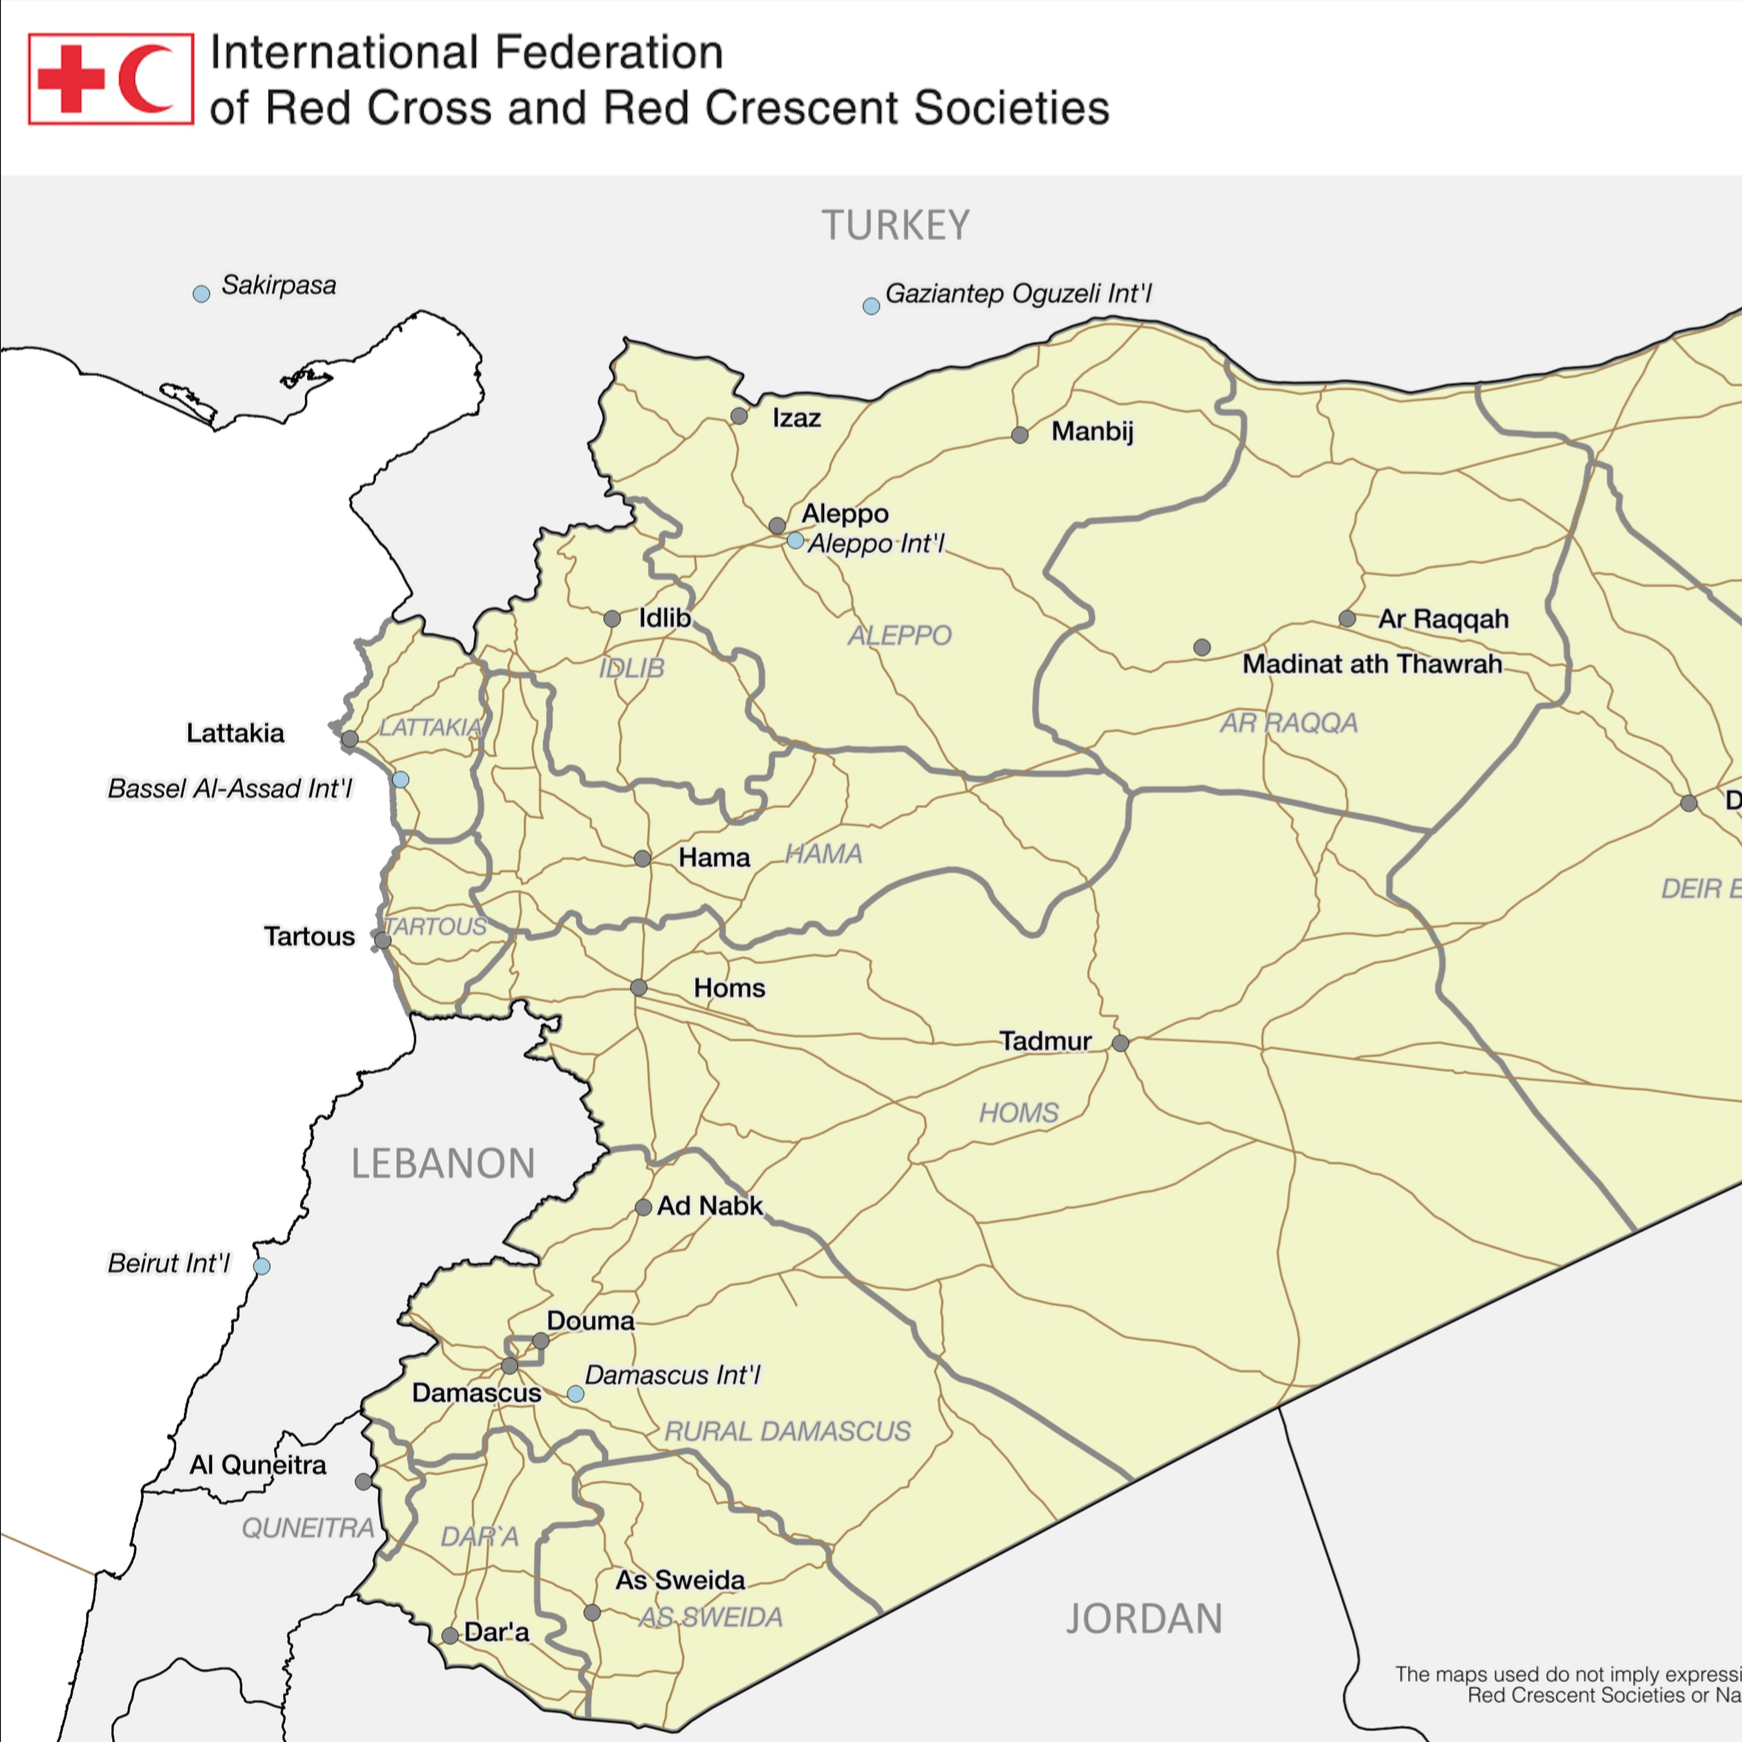 International Federation
of Red Cross and Red Crescent Societies
TURKEY
Sakirpasa
Gaziantep Oguzeli Int'l
Izaz
Manbij
Aleppo
Aleppo Int'l
Idlib
ALEPPO
Ar Raqqah
IDLIB
Madinat ath Thawrah
Lattakia
LATTAKIA
AR RAQQA
Bassel Al-Assad Int'l
D
Hama
HAMA
DEIR E
Tartous
TARTOUS
Homs
Tadmur
HOMS
LEBANON
Ad Nabk
Beirut Int'l
Douma
Damascus Int'l
Damascus
RURAL DAMASCUS
Al Quneitra
QUNEITRA
DAR`A
As Sweida
AS SWEIDA
Dar'a
JORDAN
The maps used do not imply expressi
Red Crescent Societies or Na